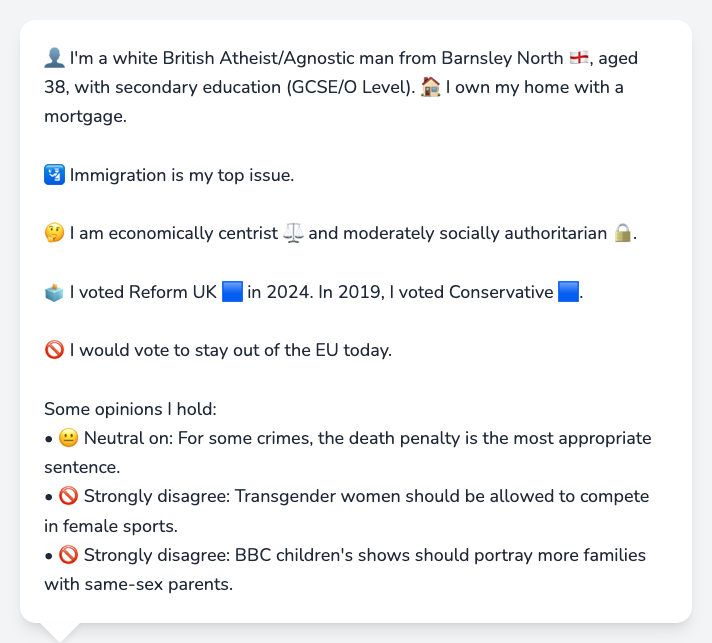 👤 I'm a white British Atheist/Agnostic man from Barnsley North 🏴󠁧󠁢󠁥󠁮󠁧󠁿, aged
38, with secondary education (GCSE/O Level). 🏠 I own my home with a
mortgage.
🛂 Immigration is my top issue.
🤔 I am economically centrist ⚖️ and moderately socially authoritarian 🔒.
🗳️ I voted Reform UK 🟦 in 2024. In 2019, I voted Conservative 🟦.
🚫 I would vote to stay out of the EU today.
Some opinions I hold:
• 😐 Neutral on: For some crimes, the death penalty is the most appropriate
sentence.
• 🚫 Strongly disagree: Transgender women should be allowed to compete
in female sports.
• 🚫 Strongly disagree: BBC children's shows should portray more families
with same-sex parents.